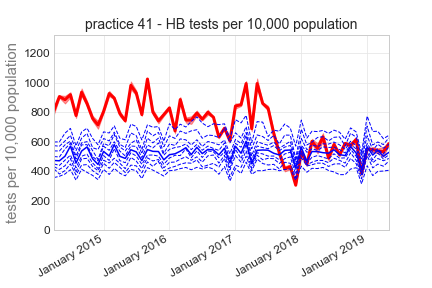 practice 41 - HB tests per 10,000 population
tests per 10,000 population
1200
1000
800
600
400
200
0
January 2015
January 2016
January 2017
January 2018
January 2019